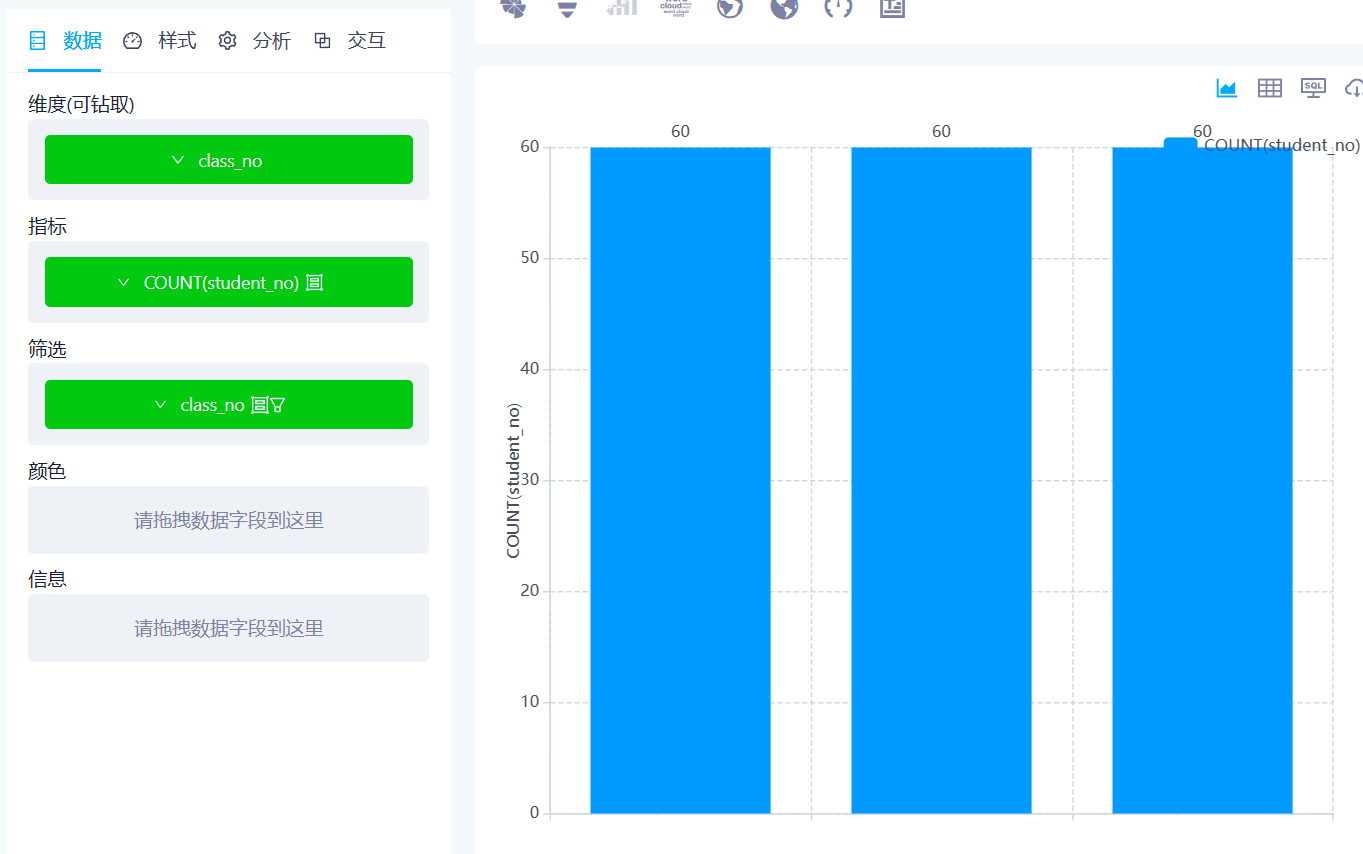 数据 样式 分析 交互
维度(可钻取)
class_no
指标
COUNT(student_no)
筛选
class_no
颜色
请拖拽数据字段到这里
信息
请拖拽数据字段到这里
cloud
word cloud
word
SQL
60 60 60
COUNT(student_no)
60
50
40
30
20
10
0
COUNT(student_no)